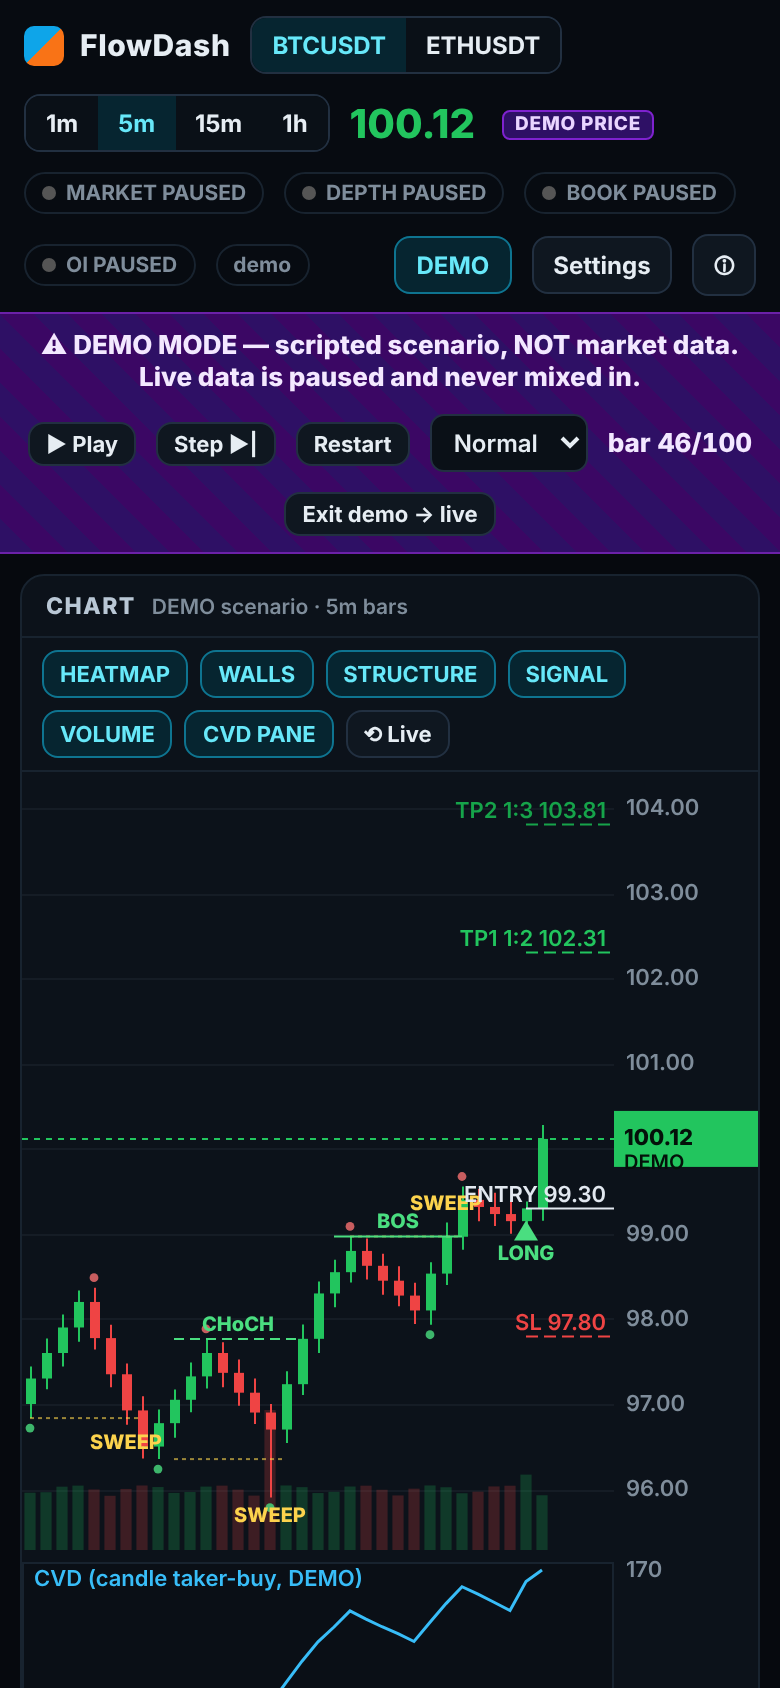 FlowDash
BTCUSDT
ETHUSDT
1m
5m
15m
1h
100.12
DEMO PRICE
MARKET PAUSED
DEPTH PAUSED
BOOK PAUSED
OI PAUSED
demo
DEMO
Settings
⚠ DEMO MODE — scripted scenario, NOT market data.
Live data is paused and never mixed in.
▶ Play
Step ▶|
Restart
Normal
bar 46/100
Exit demo → live
CHART
DEMO scenario · 5m bars
HEATMAP
WALLS
STRUCTURE
SIGNAL
VOLUME
CVD PANE
⟲ Live
TP2 1:3 103.81
104.00
103.00
TP1 1:2 102.31
102.00
101.00
100.12
DEMO
ENTRY 99.30
SWEEP
BOS
99.00
LONG
CHoCH
SL 97.80
98.00
97.00
SWEEP
96.00
SWEEP
CVD (candle taker-buy, DEMO)
170